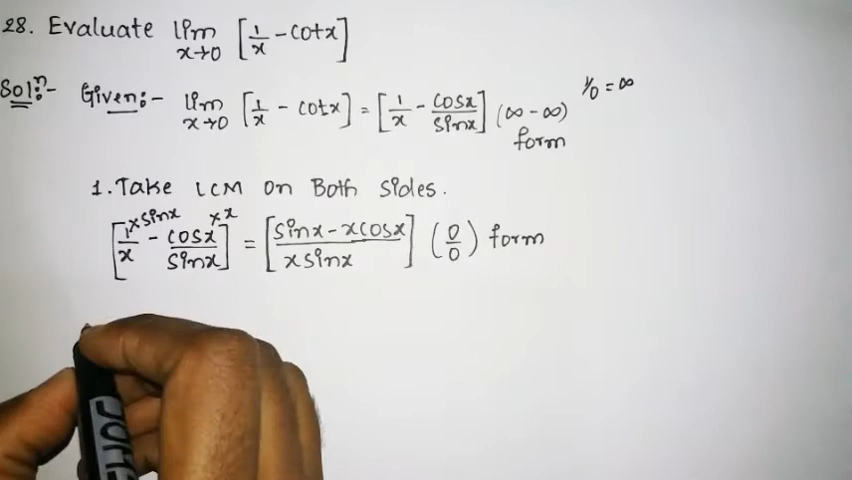 28. Evaluate lim x→0 [1/x - cotx]
Solⁿ:- Given:- lim x→0 [1/x - cotx] = [1/x - cosx/sinx] (∞ - ∞) form 1/0 = ∞
1. Take LCM on Both sides.
[1/x ×sinx - cosx/sinx ×x] = [sinx - xcosx / xsinx] (0/0) form